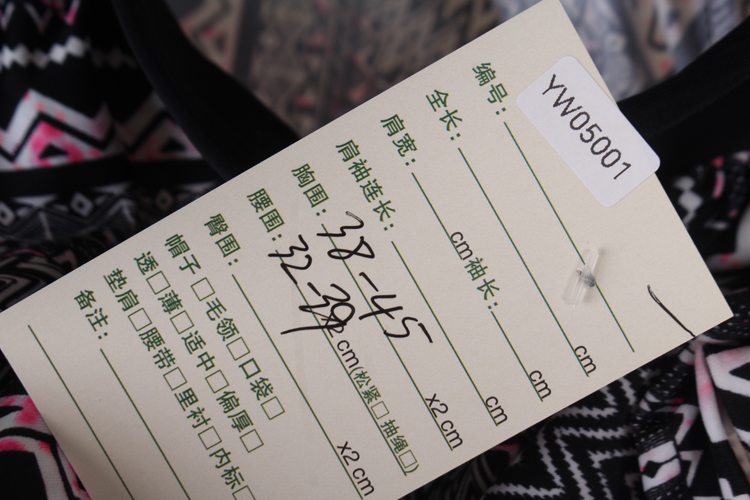 YW05001
编号:
全长: cm
肩宽: cm 袖长: cm
肩袖连长: cm
胸围: 38-45 x2 cm
腰围: 32-39 x2 cm (松紧□ 抽绳□)
臀围: x2 cm
帽子 □毛领□口袋□
透□薄□适中□偏厚□
垫肩□腰带□里衬□内标□
备注: